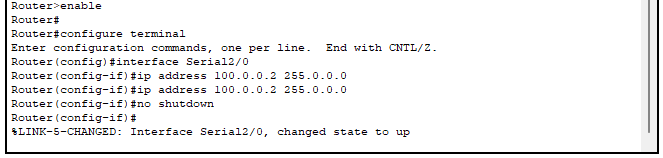 Router>enable
Router#
Router#configure terminal
Enter configuration commands, one per line.  End with CNTL/Z.
Router(config)#interface Serial2/0
Router(config-if)#ip address 100.0.0.2 255.0.0.0
Router(config-if)#ip address 100.0.0.2 255.0.0.0
Router(config-if)#no shutdown
Router(config-if)#
%LINK-5-CHANGED: Interface Serial2/0, changed state to up